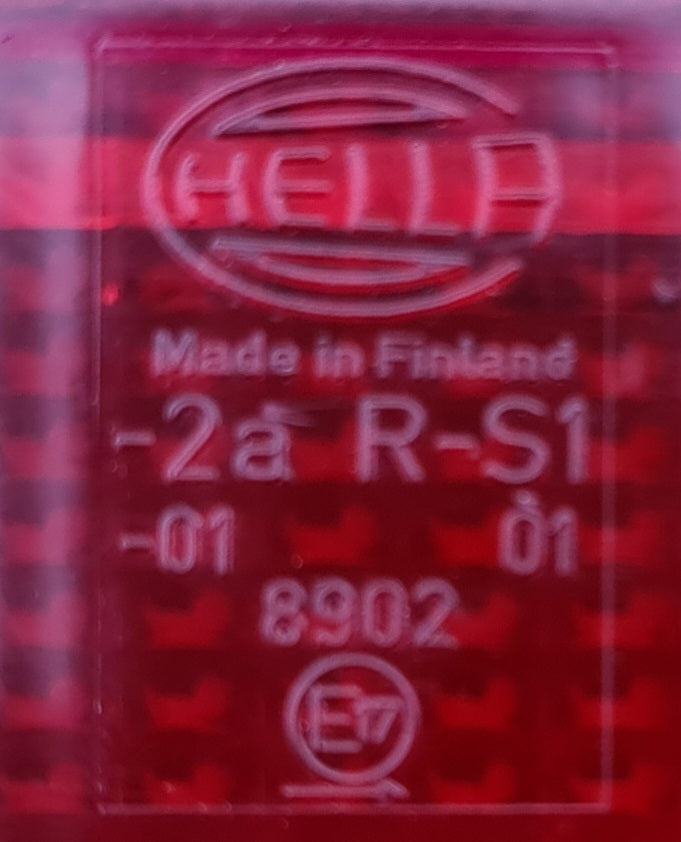 HELLA
Made in Finland
-2a R-S1
-01 01
8902
E17